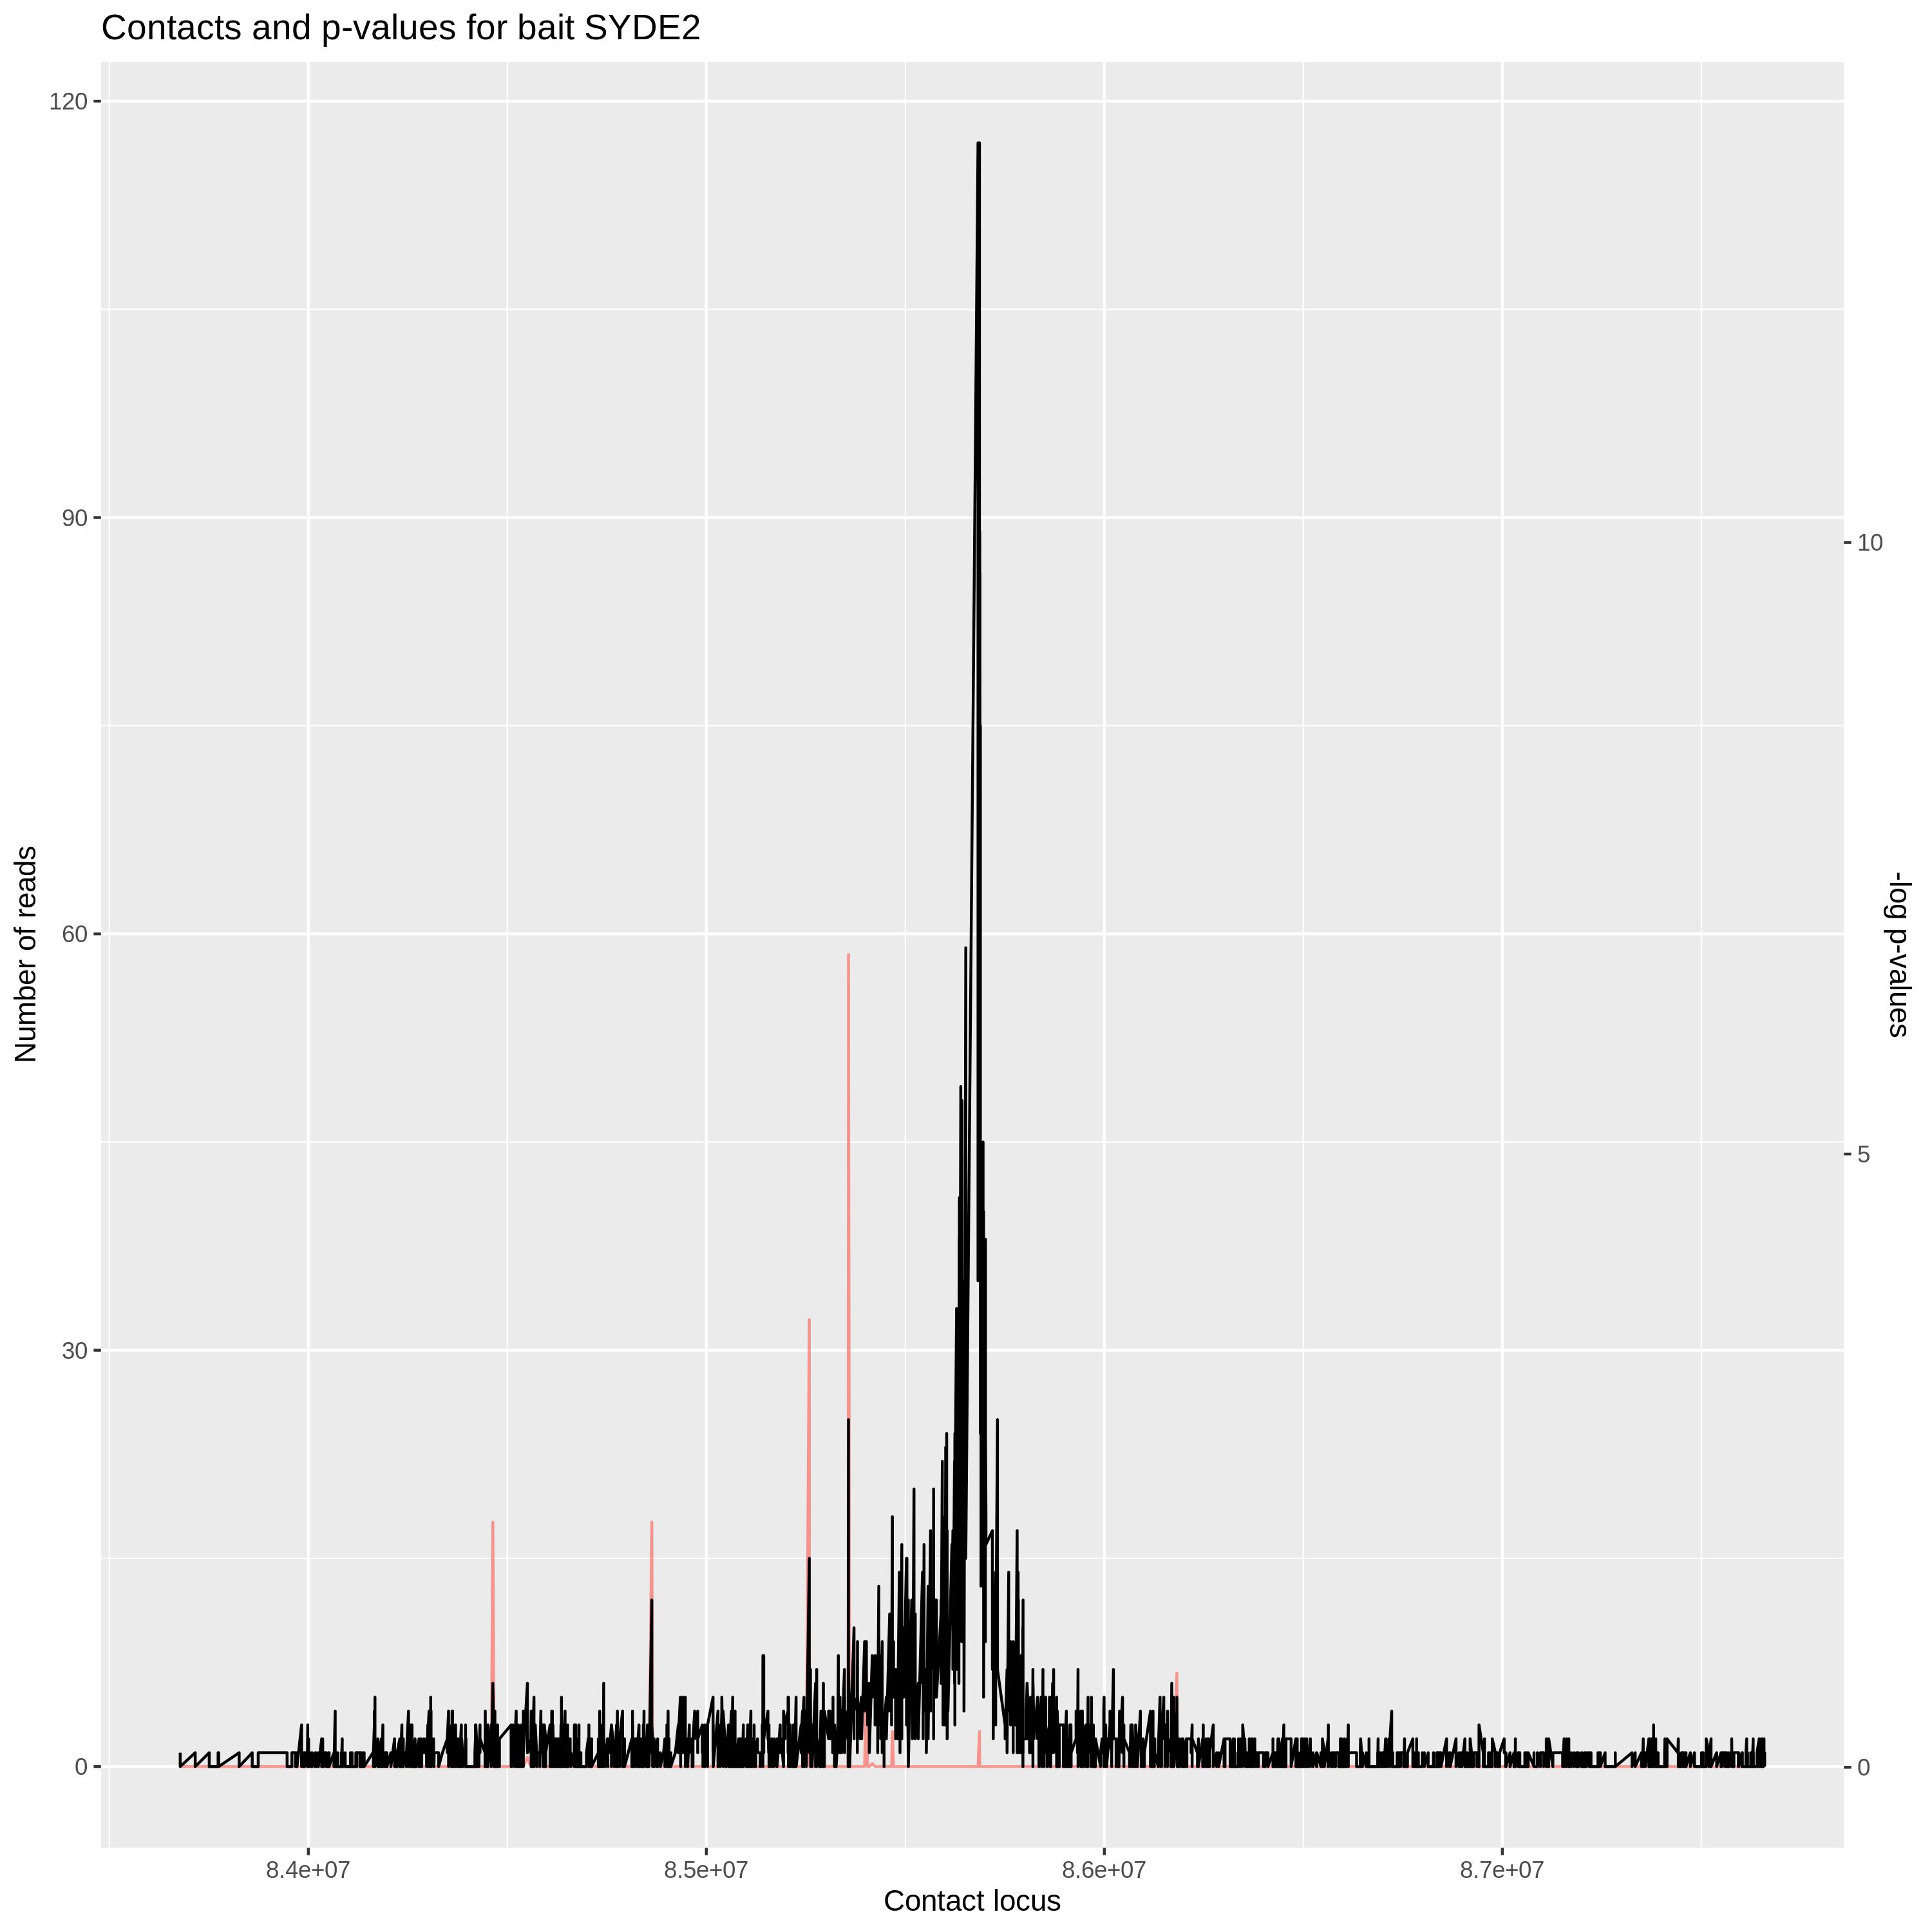 Contacts and p-values for bait SYDE2
120
90
60
30
0
Number of reads
10
5
0
-log p-values
8.4e+07
8.5e+07
8.6e+07
8.7e+07
Contact locus